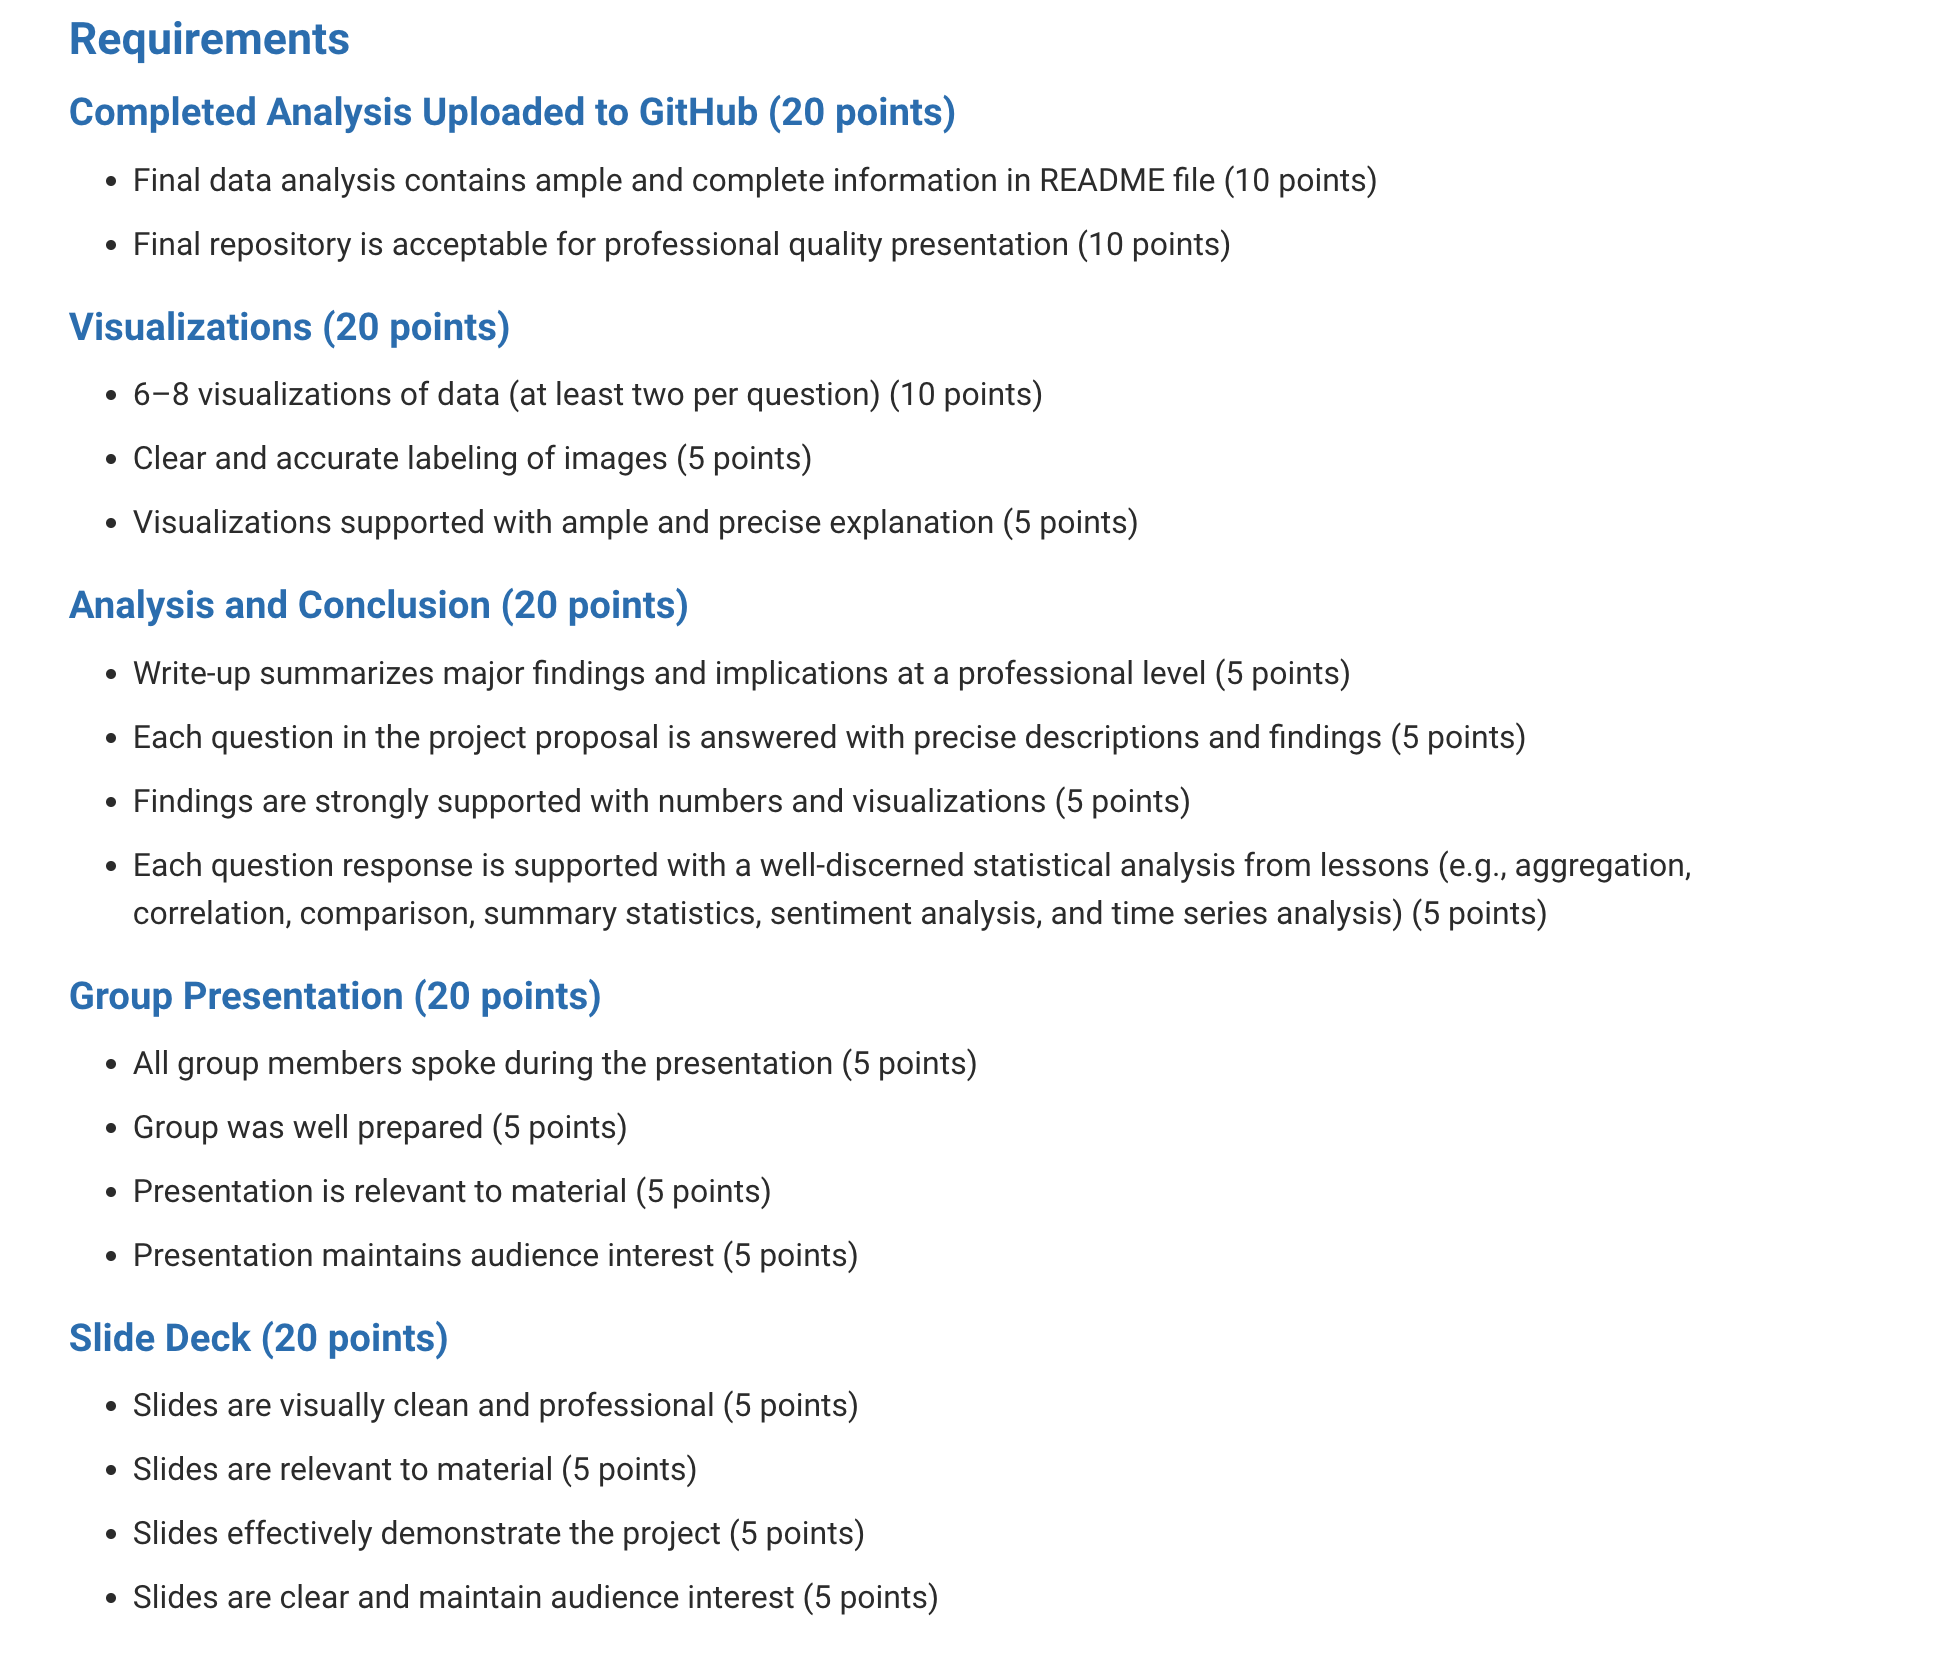 Requirements
Completed Analysis Uploaded to GitHub (20 points)
• Final data analysis contains ample and complete information in README file (10 points)
• Final repository is acceptable for professional quality presentation (10 points)
Visualizations (20 points)
• 6–8 visualizations of data (at least two per question) (10 points)
• Clear and accurate labeling of images (5 points)
• Visualizations supported with ample and precise explanation (5 points)
Analysis and Conclusion (20 points)
• Write-up summarizes major findings and implications at a professional level (5 points)
• Each question in the project proposal is answered with precise descriptions and findings (5 points)
• Findings are strongly supported with numbers and visualizations (5 points)
• Each question response is supported with a well-discerned statistical analysis from lessons (e.g., aggregation,
correlation, comparison, summary statistics, sentiment analysis, and time series analysis) (5 points)
Group Presentation (20 points)
• All group members spoke during the presentation (5 points)
• Group was well prepared (5 points)
• Presentation is relevant to material (5 points)
• Presentation maintains audience interest (5 points)
Slide Deck (20 points)
• Slides are visually clean and professional (5 points)
• Slides are relevant to material (5 points)
• Slides effectively demonstrate the project (5 points)
• Slides are clear and maintain audience interest (5 points)